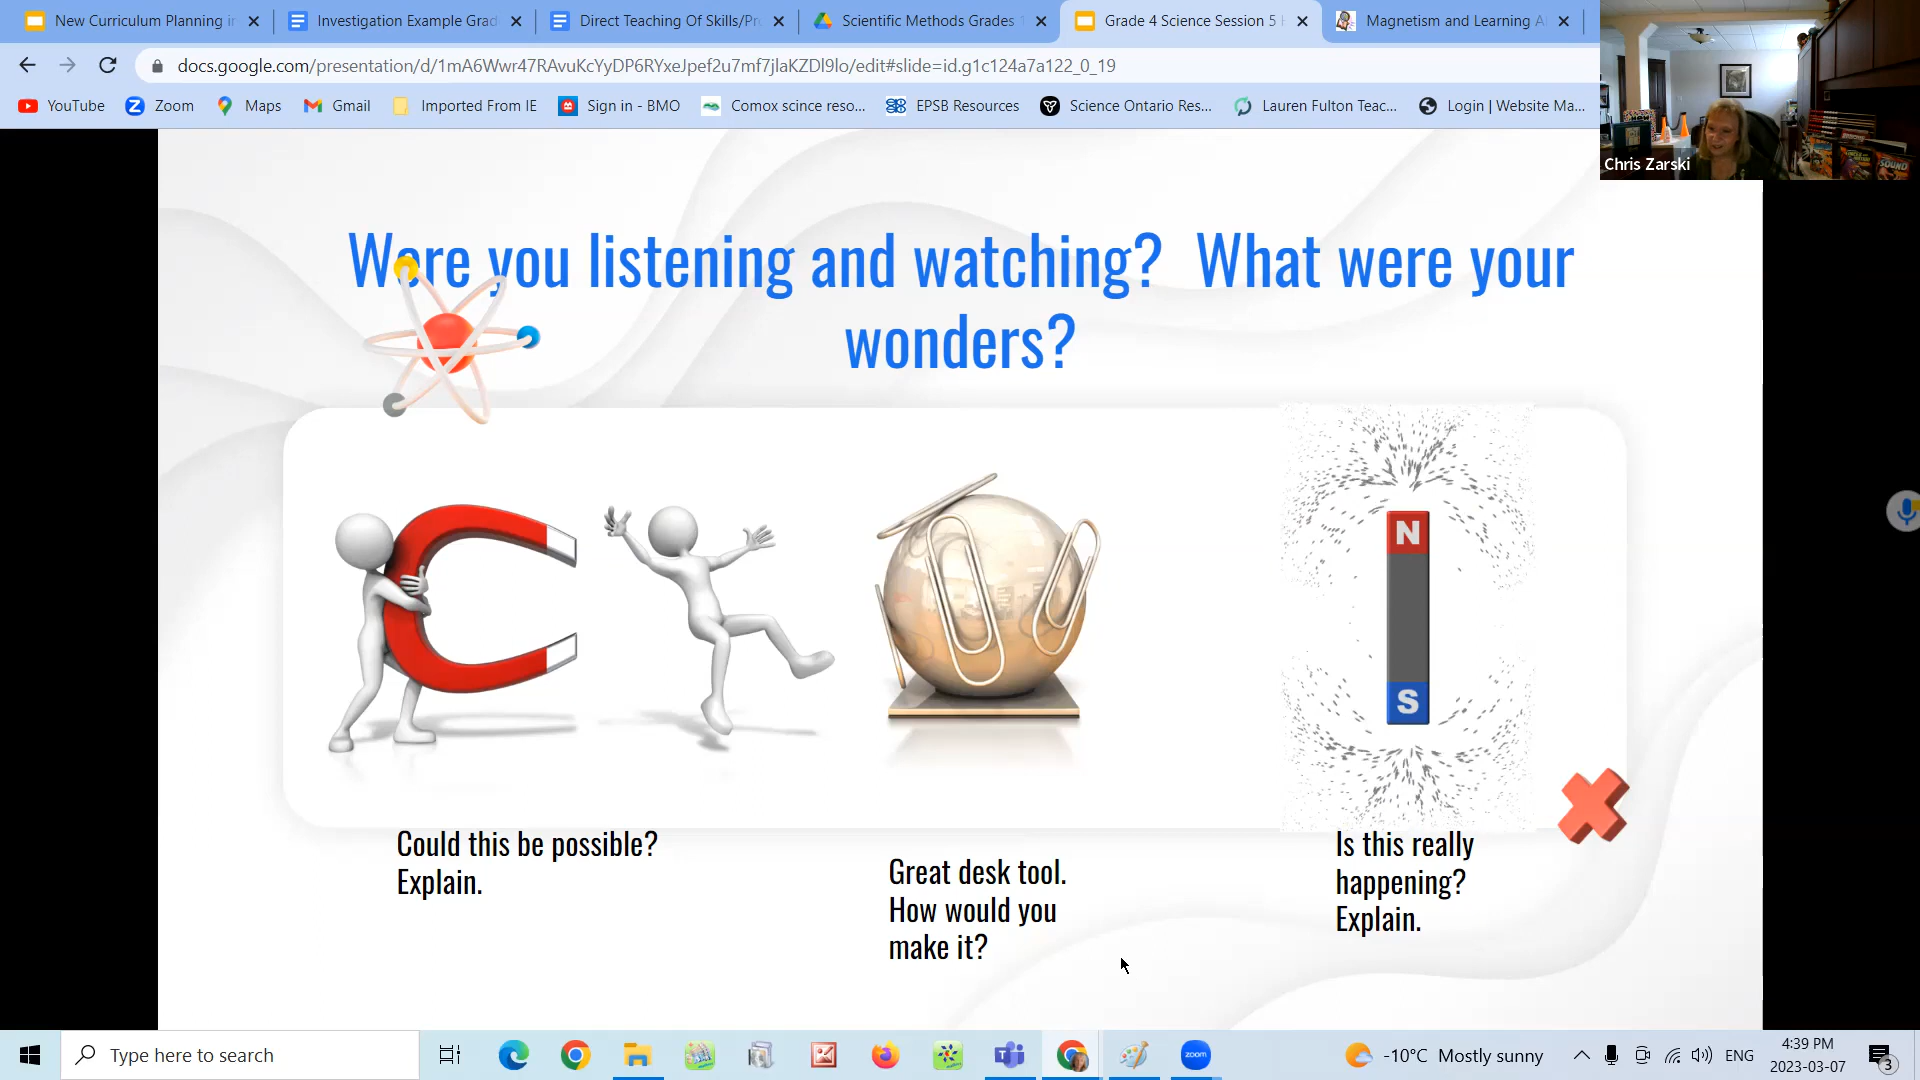 New Curriculum Planning in
Investigation Example Grad
Direct Teaching Of Skills/Pr
Scientific Methods Grades 1
Grade 4 Science Session 5
Magnetism and Learning A
docs.google.com/presentation/d/1mA6Wwr47RAvuKcYyDP6RYxeJpef2u7mf7jlaKZDl9lo/edit#slide=id.g1c124a7a122_0_19
YouTube
Zoom
Maps
Gmail
Imported From IE
Sign in - BMO
Comox scince reso...
EPSB Resources
Science Ontario Res...
Lauren Fulton Teac...
Login | Website Ma...
Chris Zarski
SOUND
Were you listening and watching? What were your
wonders?
N
S
Could this be possible?
Explain.
Great desk tool.
How would you
make it?
Is this really
happening?
Explain.
Type here to search
zoom
-10°C Mostly sunny
ENG
4:39 PM
2023-03-07
3